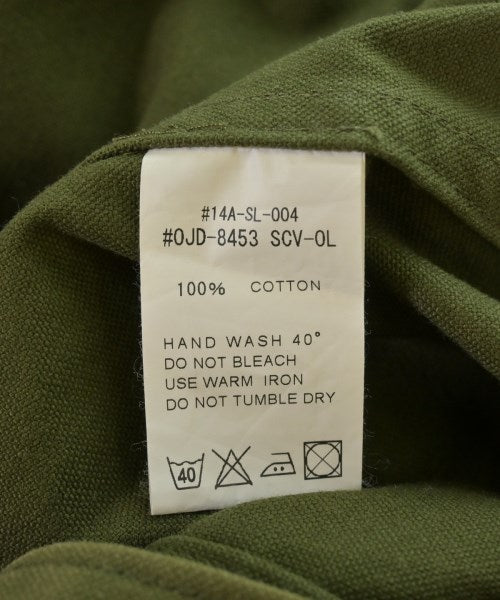 #14A-SL-004
#OJD-8453 SCV-OL
100% COTTON
HAND WASH 40°
DO NOT BLEACH
USE WARM IRON
DO NOT TUMBLE DRY
40